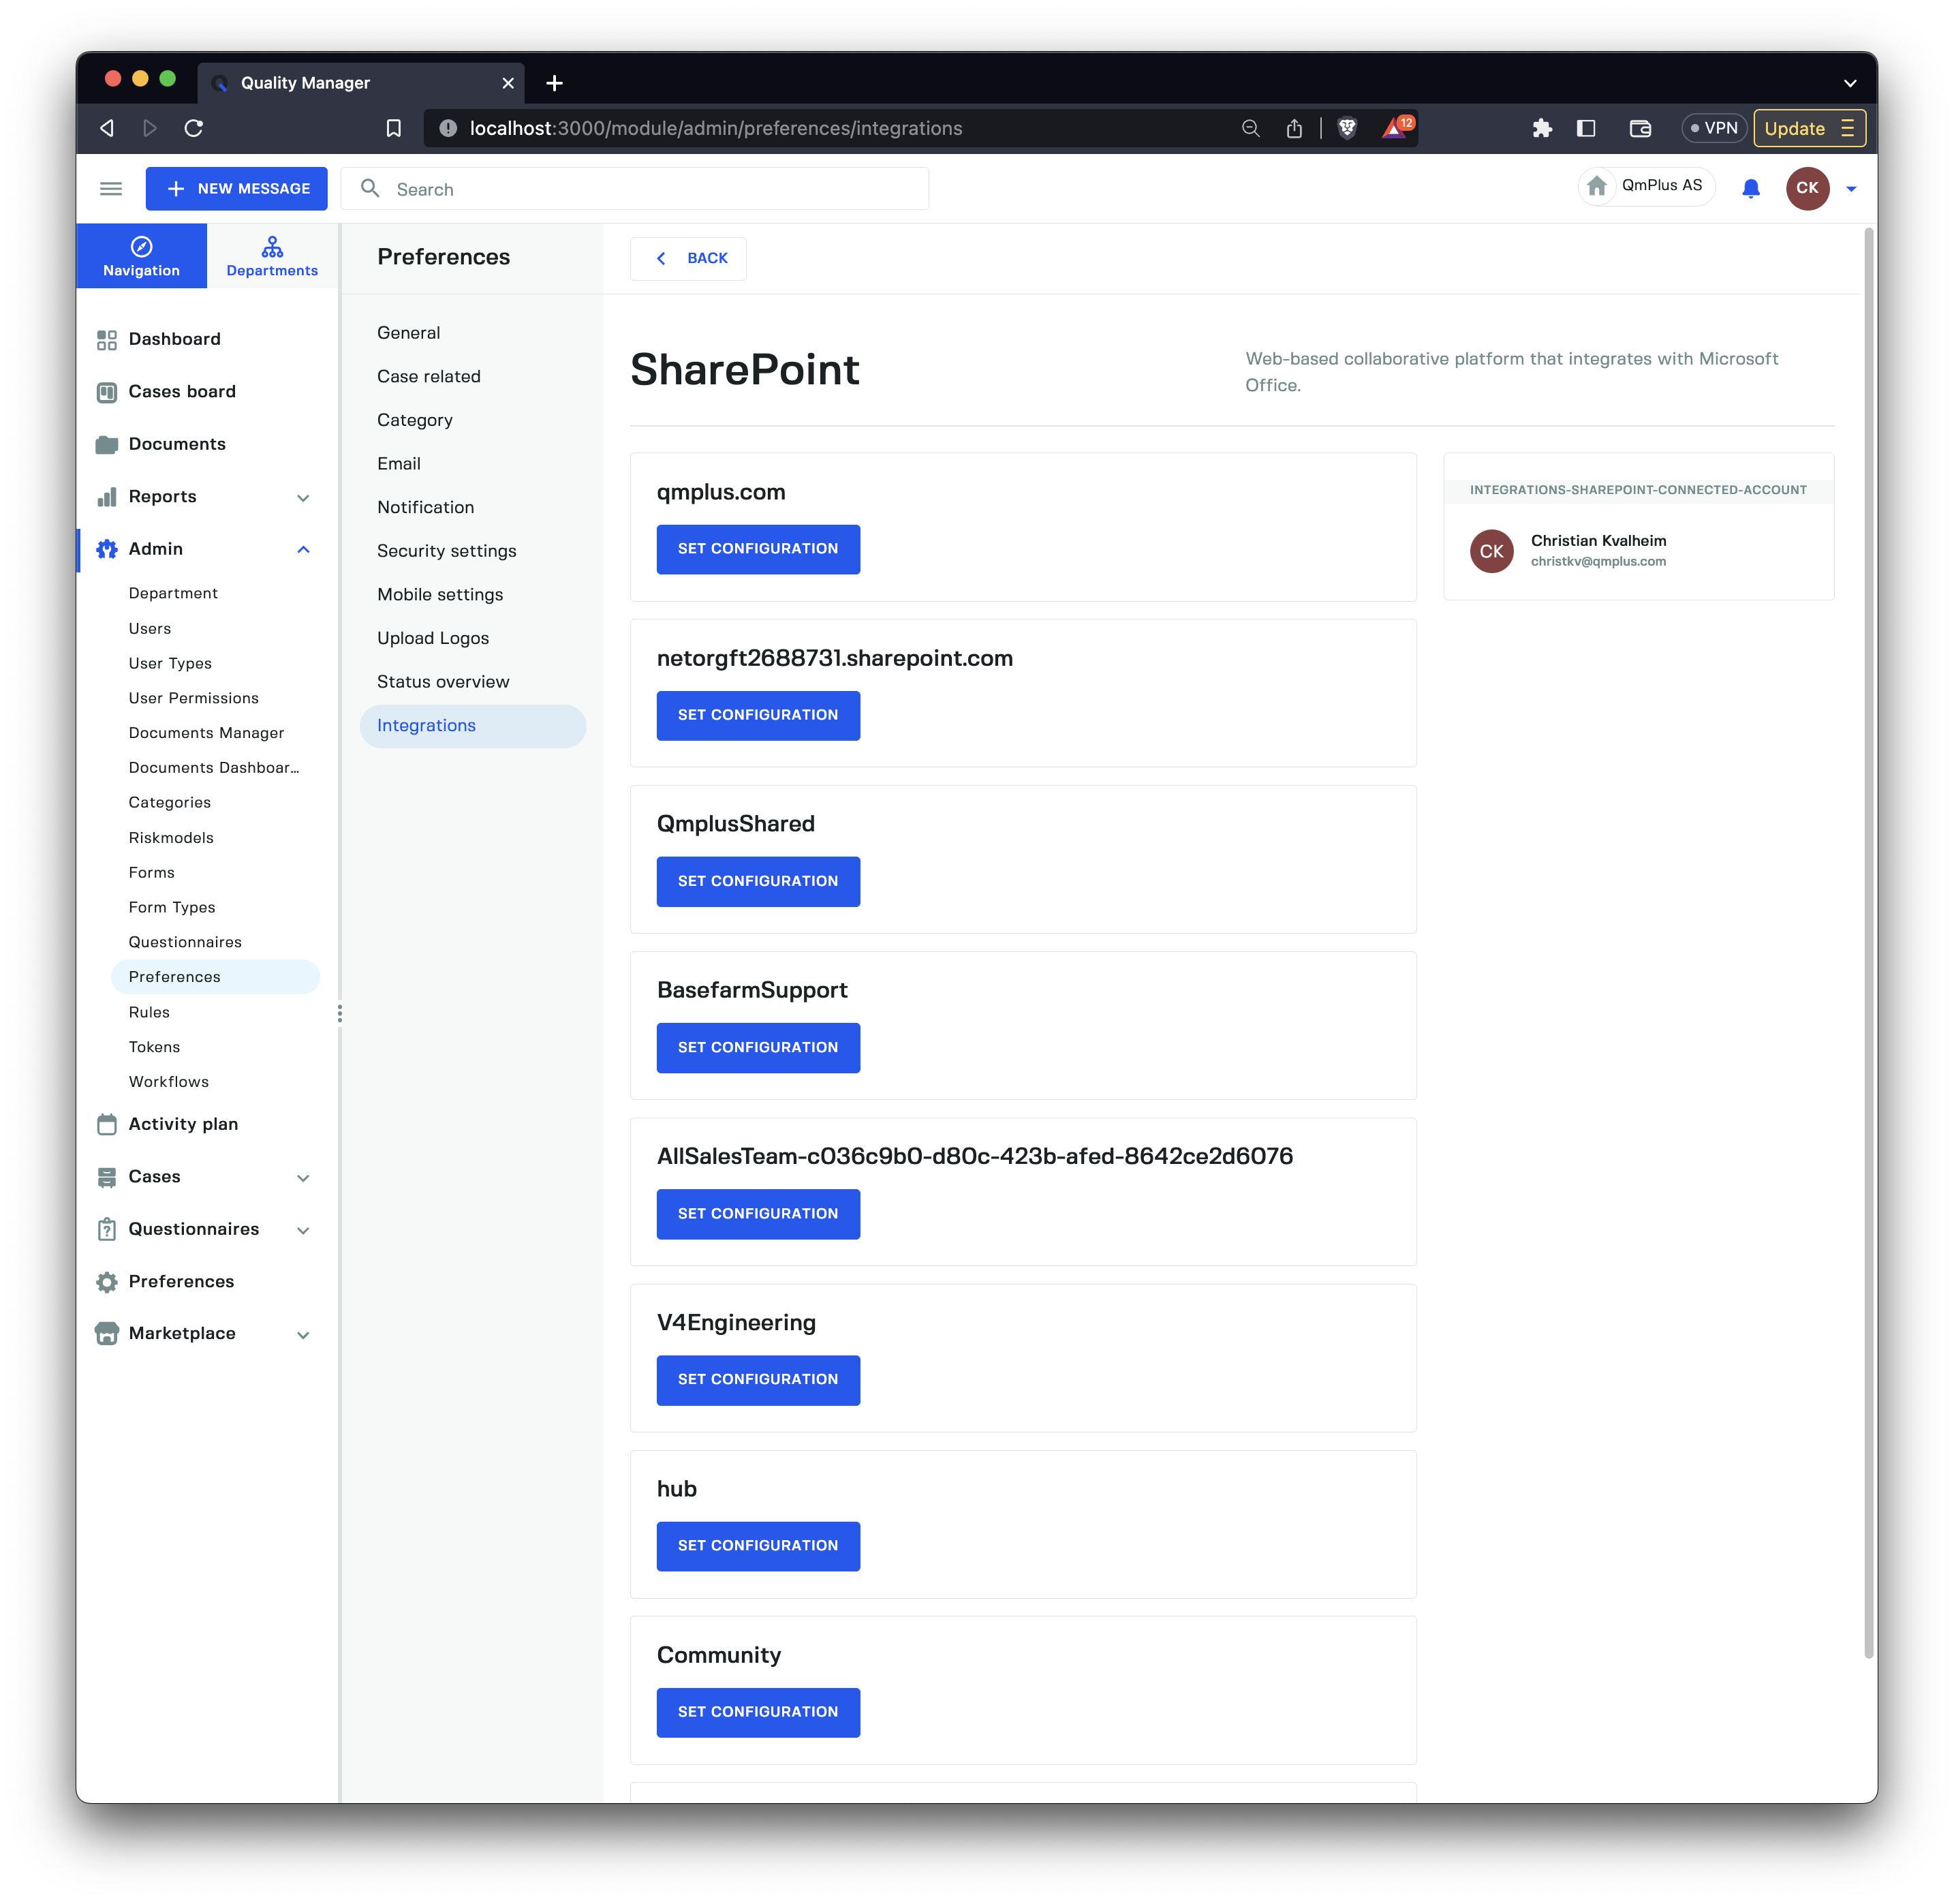 Quality Manager
localhost:3000/module/admin/preferences/integrations
12
VPN
Update
NEW MESSAGE
Search
QmPlus AS
CK
Navigation
Departments
Dashboard
Cases board
Documents
Reports
Admin
Department
Users
User Types
User Permissions
Documents Manager
Documents Dashboar...
Categories
Riskmodels
Forms
Form Types
Questionnaires
Preferences
Rules
Tokens
Workflows
Activity plan
Cases
Questionnaires
Preferences
Marketplace
Preferences
General
Case related
Category
Email
Notification
Security settings
Mobile settings
Upload Logos
Status overview
Integrations
BACK
SharePoint
Web-based collaborative platform that integrates with Microsoft
Office.
qmplus.com
SET CONFIGURATION
netorgft2688731.sharepoint.com
SET CONFIGURATION
QmplusShared
SET CONFIGURATION
BasefarmSupport
SET CONFIGURATION
AllSalesTeam-c036c9b0-d80c-423b-afed-8642ce2d6076
SET CONFIGURATION
V4Engineering
SET CONFIGURATION
hub
SET CONFIGURATION
Community
SET CONFIGURATION
INTEGRATIONS-SHAREPOINT-CONNECTED-ACCOUNT
CK
Christian Kvalheim
christkv@qmplus.com